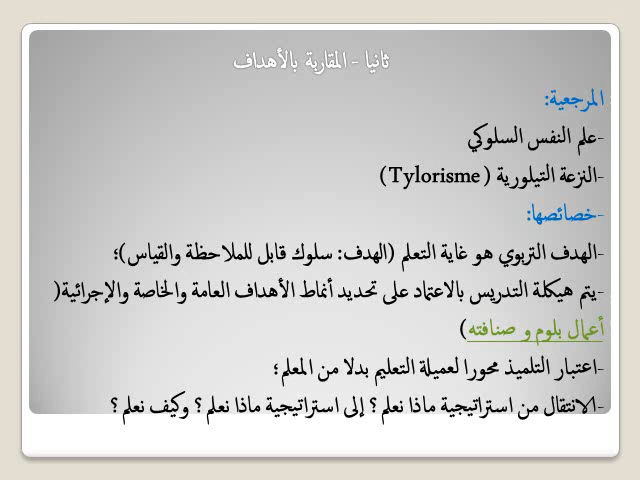 ثانيا - المقاربة بالأهداف
المرجعية:
-علم النفس السلوكي
-النزعة التيلورية (Tylorisme)
-خصائصها:
-الهدف التربوي هو غاية التعلم (الهدف: سلوك قابل للملاحظة والقياس)؛
-يتم هيكلة التدريس بالاعتماد على تحديد أنماط الأهداف العامة والخاصة والإجرائية(
أعمال بلوم و صنافته)
-اعتبار التلميذ محورا لعميلة التعليم بدلا من المعلم؛
-الانتقال من استراتيجية ماذا نعلم ؟ إلى استراتيجية ماذا نعلم ؟ وكيف نعلم ؟